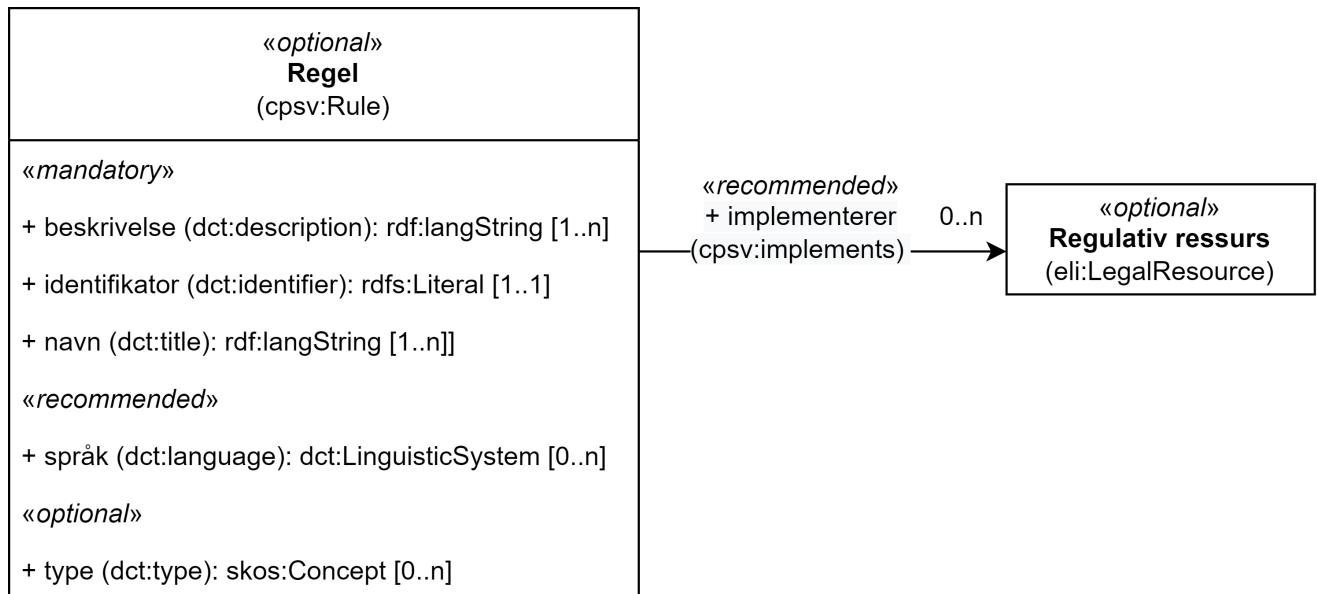 «optional»
Regel
(cpsv:Rule)
«mandatory»
+ beskrivelse (dct:description): rdf:langString [1..n]
+ identifikator (dct:identifier): rdfs:Literal [1..1]
+ navn (dct:title): rdf:langString [1..n]]
«recommended»
+ språk (dct:language): dct:LinguisticSystem [0..n]
«optional»
+ type (dct:type): skos:Concept [0..n]
«recommended»
+ implementerer
(cpsv:implements)
0..n
«optional»
Regulativ ressurs
(eli:LegalResource)